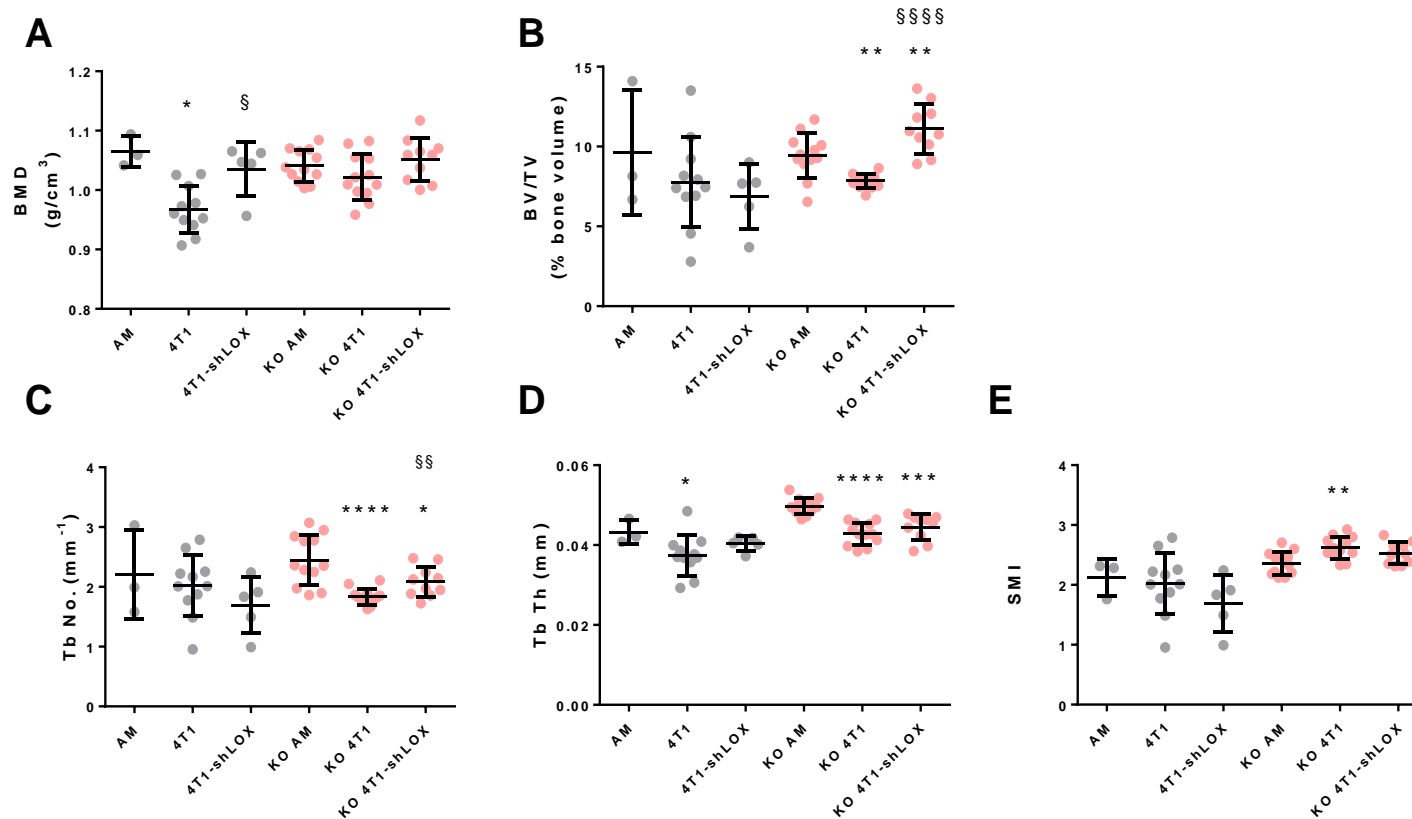 A
BMD
(g/cm3)
1.2
1.1
1.0
0.9
0.8
*
§
AM
4T1
4T1-shLOX
KO AM
KO 4T1
KO 4T1-shLOX
B
BV/TV
(% bone volume)
15
10
5
0
§§§§
**
**
AM
4T1
4T1-shLOX
KO AM
KO 4T1
KO 4T1-shLOX
C
Tb No. (mm-1)
4
3
2
1
0
§§
****
*
AM
4T1
4T1-shLOX
KO AM
KO 4T1
KO 4T1-shLOX
D
Tb Th (mm)
0.06
0.04
0.02
0.00
*
****
***
AM
4T1
4T1-shLOX
KO AM
KO 4T1
KO 4T1-shLOX
E
SMI
4
3
2
1
0
**
AM
4T1
4T1-shLOX
KO AM
KO 4T1
KO 4T1-shLOX